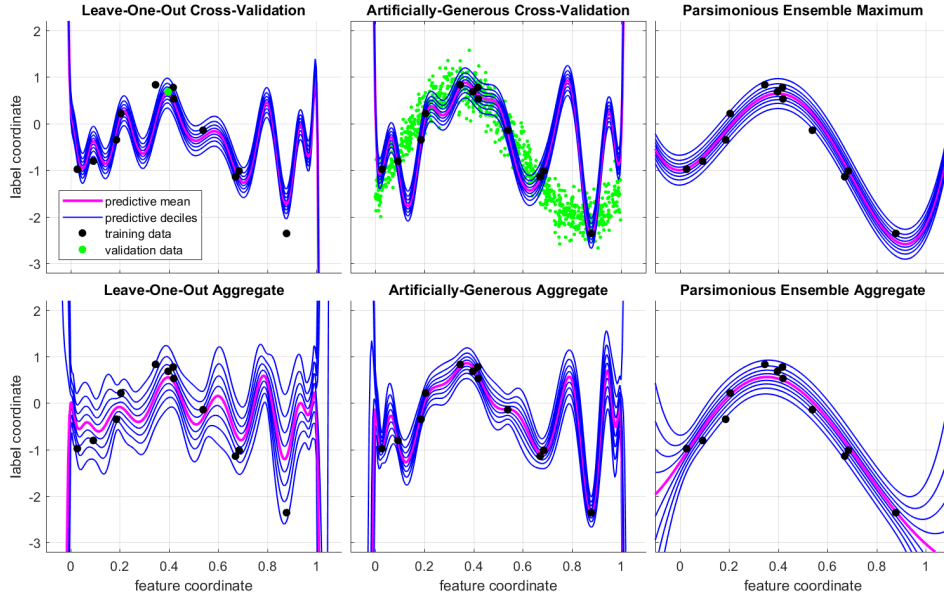 Leave-One-Out Cross-Validation
Artificially-Generous Cross-Validation
Parsimonious Ensemble Maximum
label coordinate
2
1
0
-1
-2
-3
predictive mean
predictive deciles
training data
validation data
Leave-One-Out Aggregate
Artificially-Generous Aggregate
Parsimonious Ensemble Aggregate
label coordinate
2
1
0
-1
-2
-3
0 0.2 0.4 0.6 0.8 1
0 0.2 0.4 0.6 0.8 1
0 0.2 0.4 0.6 0.8 1
feature coordinate
feature coordinate
feature coordinate